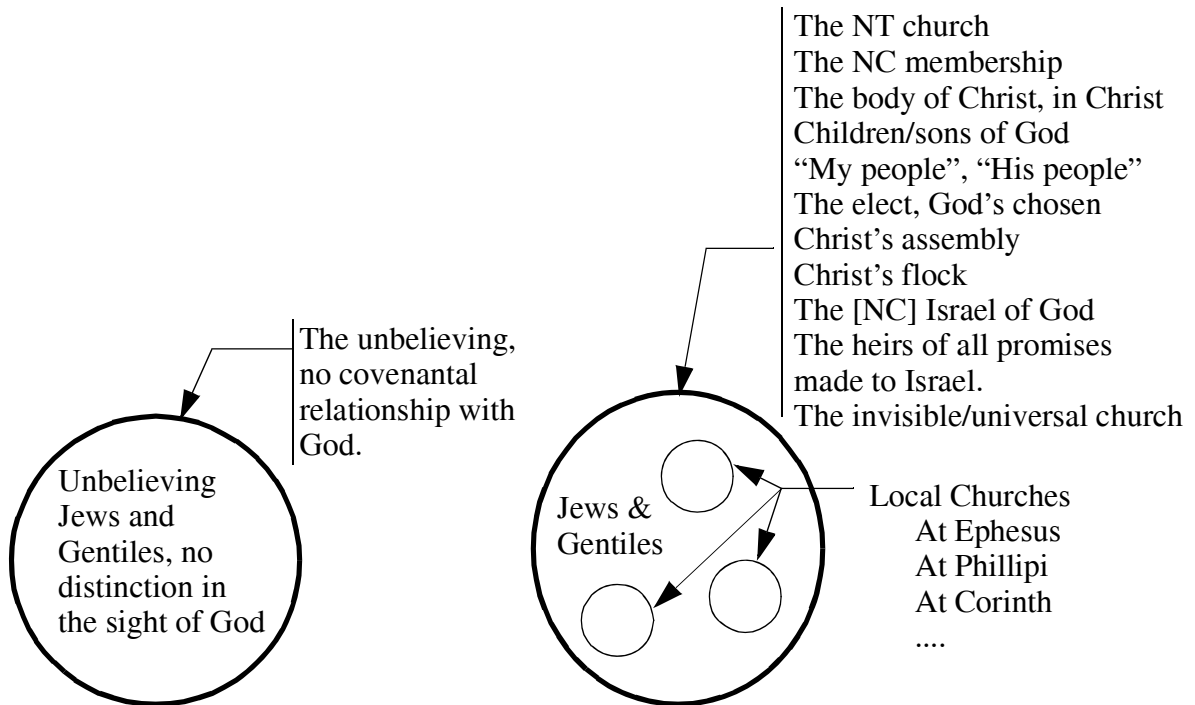 The NT church
The NC membership
The body of Christ, in Christ
Children/sons of God
“My people”, “His people”
The elect, God’s chosen
Christ’s assembly
Christ’s flock
The [NC] Israel of God
The heirs of all promises
made to Israel.
The invisible/universal church
The unbelieving,
no covenantal
relationship with
God.
Unbelieving
Jews and
Gentiles, no
distinction in
the sight of God
Jews &
Gentiles
Local Churches
At Ephesus
At Phillipi
At Corinth
....